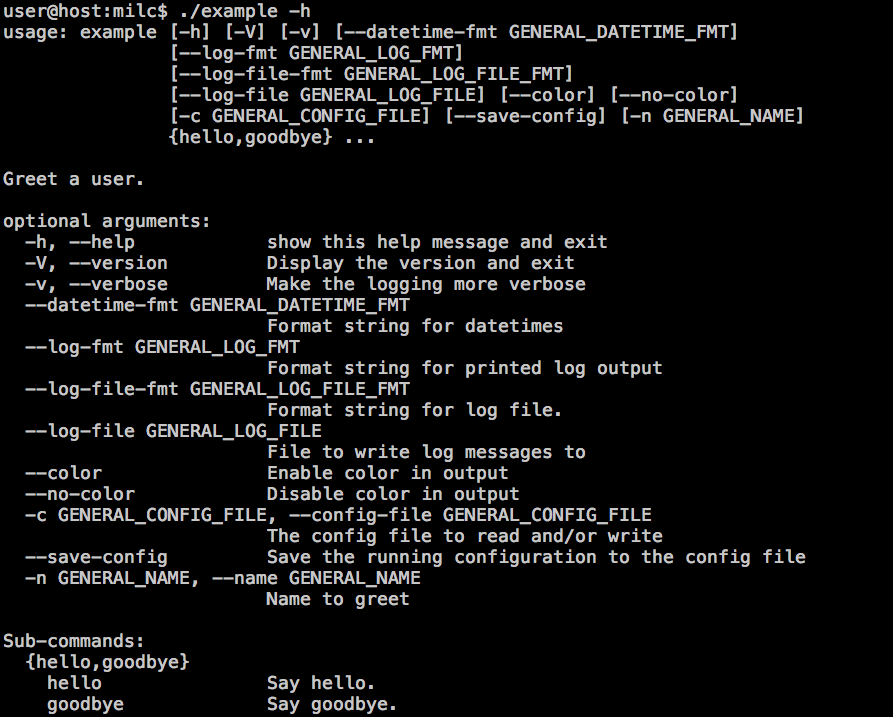 user@host:milc$ ./example -h
usage: example [-h] [-V] [-v] [--datetime-fmt GENERAL_DATETIME_FMT]
               [--log-fmt GENERAL_LOG_FMT]
               [--log-file-fmt GENERAL_LOG_FILE_FMT]
               [--log-file GENERAL_LOG_FILE] [--color] [--no-color]
               [-c GENERAL_CONFIG_FILE] [--save-config] [-n GENERAL_NAME]
               {hello,goodbye} ...

Greet a user.

optional arguments:
  -h, --help            show this help message and exit
  -V, --version         Display the version and exit
  -v, --verbose         Make the logging more verbose
  --datetime-fmt GENERAL_DATETIME_FMT
                        Format string for datetimes
  --log-fmt GENERAL_LOG_FMT
                        Format string for printed log output
  --log-file-fmt GENERAL_LOG_FILE_FMT
                        Format string for log file.
  --log-file GENERAL_LOG_FILE
                        File to write log messages to
  --color               Enable color in output
  --no-color            Disable color in output
  -c GENERAL_CONFIG_FILE, --config-file GENERAL_CONFIG_FILE
                        The config file to read and/or write
  --save-config         Save the running configuration to the config file
  -n GENERAL_NAME, --name GENERAL_NAME
                        Name to greet

Sub-commands:
  {hello,goodbye}
    hello               Say hello.
    goodbye             Say goodbye.